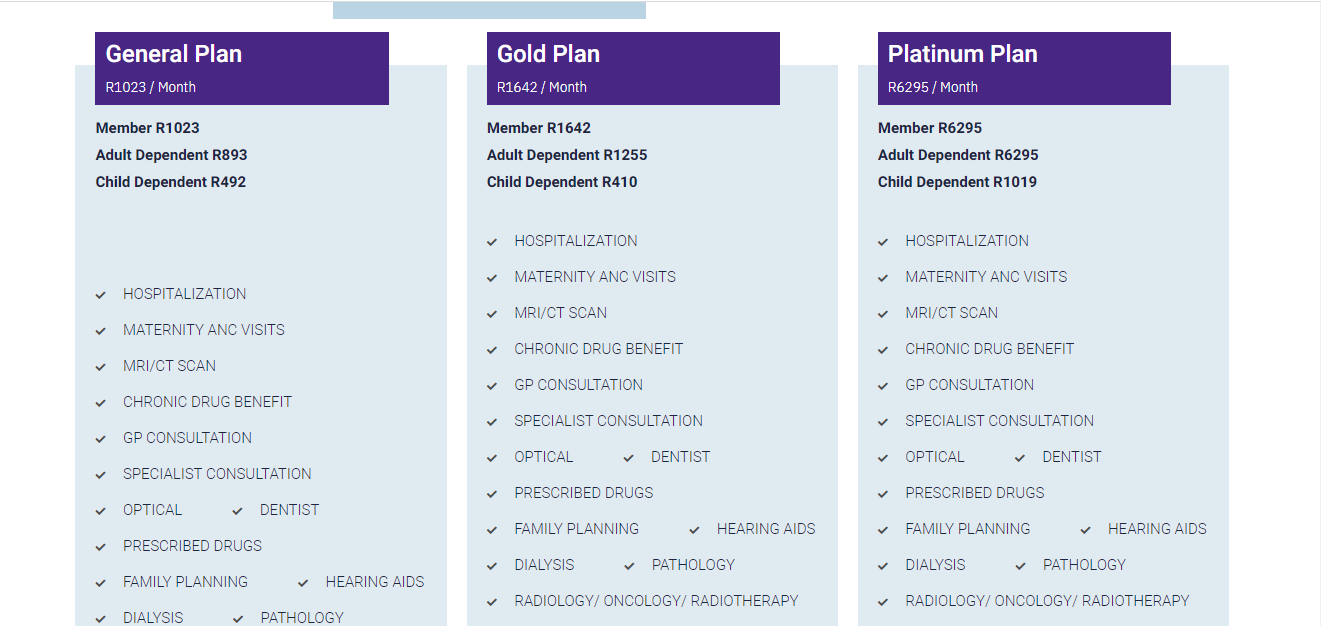 General Plan
R1023 / Month
Member R1023
Adult Dependent R893
Child Dependent R492
HOSPITALIZATION
MATERNITY ANC VISITS
MRI/CT SCAN
CHRONIC DRUG BENEFIT
GP CONSULTATION
SPECIALIST CONSULTATION
OPTICAL DENTIST
PRESCRIBED DRUGS
FAMILY PLANNING HEARING AIDS
DIALYSIS PATHOLOGY
Gold Plan
R1642 / Month
Member R1642
Adult Dependent R1255
Child Dependent R410
HOSPITALIZATION
MATERNITY ANC VISITS
MRI/CT SCAN
CHRONIC DRUG BENEFIT
GP CONSULTATION
SPECIALIST CONSULTATION
OPTICAL DENTIST
PRESCRIBED DRUGS
FAMILY PLANNING HEARING AIDS
DIALYSIS PATHOLOGY
RADIOLOGY/ ONCOLOGY/ RADIOTHERAPY
Platinum Plan
R6295 / Month
Member R6295
Adult Dependent R6295
Child Dependent R1019
HOSPITALIZATION
MATERNITY ANC VISITS
MRI/CT SCAN
CHRONIC DRUG BENEFIT
GP CONSULTATION
SPECIALIST CONSULTATION
OPTICAL DENTIST
PRESCRIBED DRUGS
FAMILY PLANNING HEARING AIDS
DIALYSIS PATHOLOGY
RADIOLOGY/ ONCOLOGY/ RADIOTHERAPY